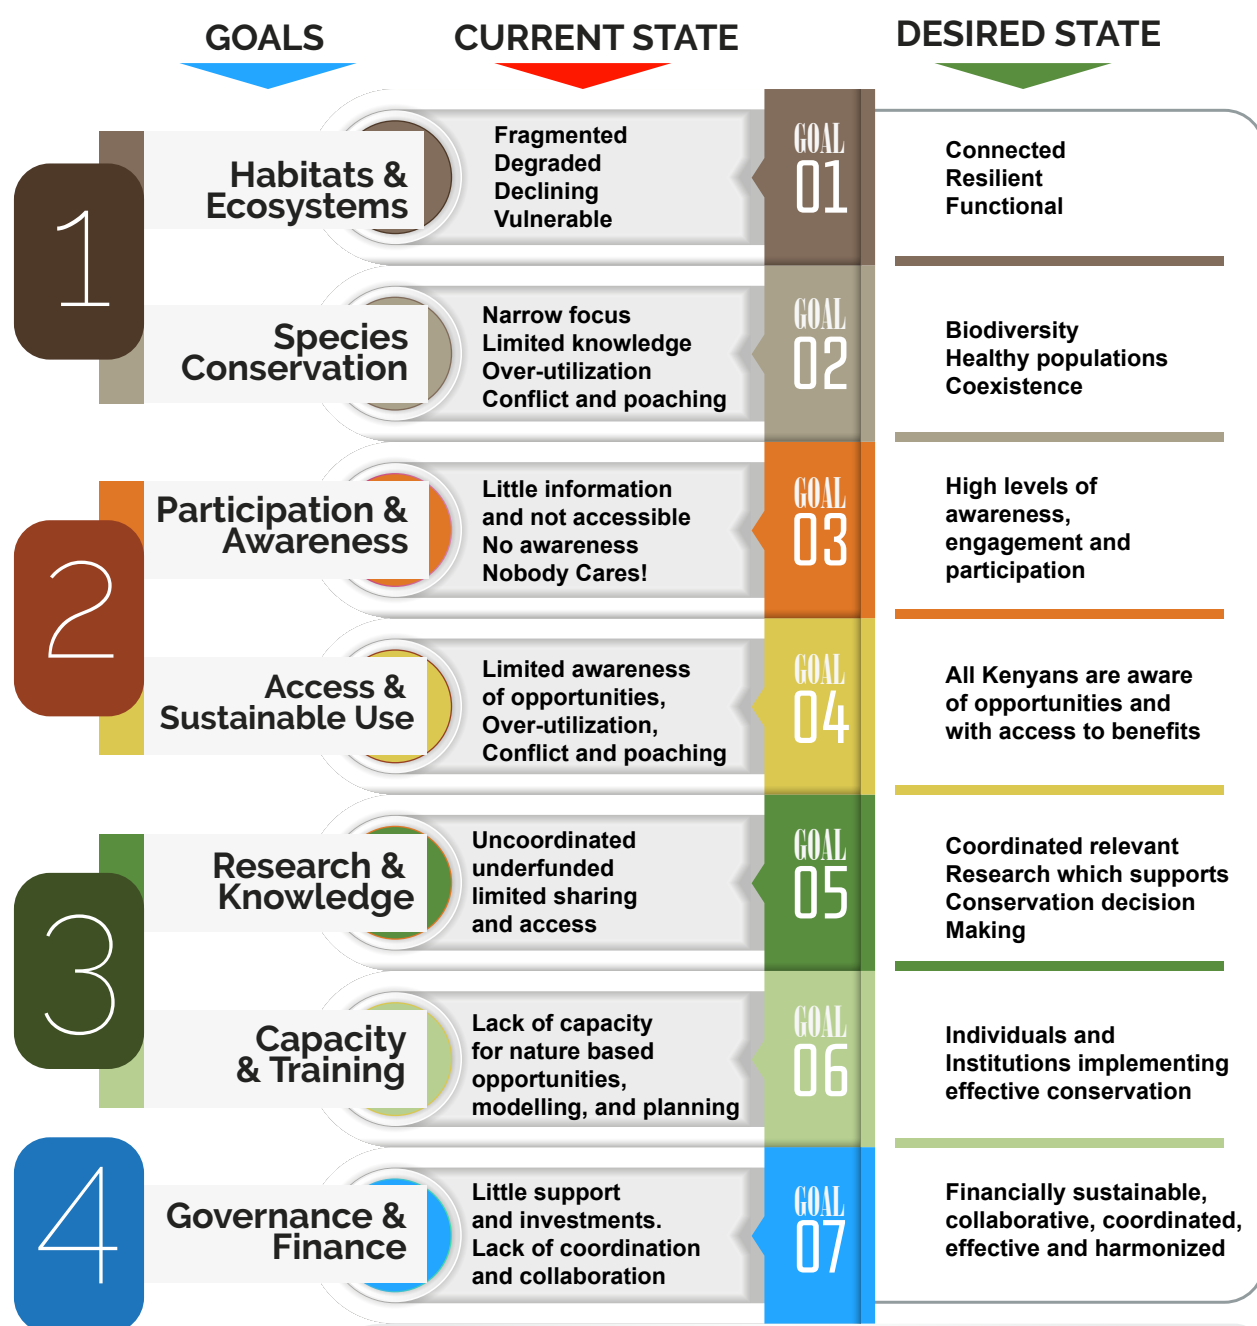 GOALS
CURRENT STATE
DESIRED STATE
1
Habitats &
Ecosystems
Fragmented
Degraded
Declining
Vulnerable
GOAL
01
Connected
Resilient
Functional
Species
Conservation
Narrow focus
Limited knowledge
Over-utilization
Conflict and poaching
GOAL
02
Biodiversity
Healthy populations
Coexistence
2
Participation &
Awareness
Little information
and not accessible
No awareness
Nobody Cares!
GOAL
03
High levels of
awareness,
engagement and
participation
Access &
Sustainable Use
Limited awareness
of opportunities,
Over-utilization,
Conflict and poaching
GOAL
04
All Kenyans are aware
of opportunities and
with access to benefits
3
Research &
Knowledge
Uncoordinated
underfunded
limited sharing
and access
GOAL
05
Coordinated relevant
Research which supports
Conservation decision
Making
Capacity
& Training
Lack of capacity
for nature based
opportunities,
modelling, and planning
GOAL
06
Individuals and
Institutions implementing
effective conservation
4
Governance &
Finance
Little support
and investments.
Lack of coordination
and collaboration
GOAL
07
Financially sustainable,
collaborative, coordinated,
effective and harmonized